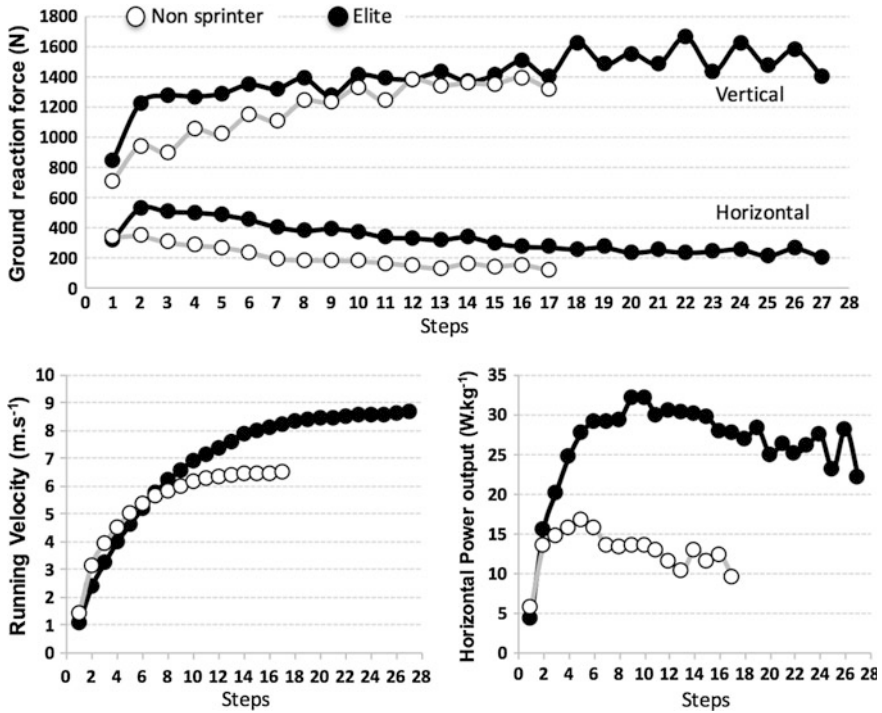 Non sprinter Elite
Ground reaction force (N)
1800
1600
1400
1200
1000
800
600
400
200
0
Vertical
Horizontal
0 1 2 3 4 5 6 7 8 9 10 11 12 13 14 15 16 17 18 19 20 21 22 23 24 25 26 27 28
Steps
Running Velocity (m.s⁻¹)
10
9
8
7
6
5
4
3
2
1
0
0 2 4 6 8 10 12 14 16 18 20 22 24 26 28
Steps
Horizontal Power output (W.kg⁻¹)
35
30
25
20
15
10
5
0
0 2 4 6 8 10 12 14 16 18 20 22 24 26 28
Steps